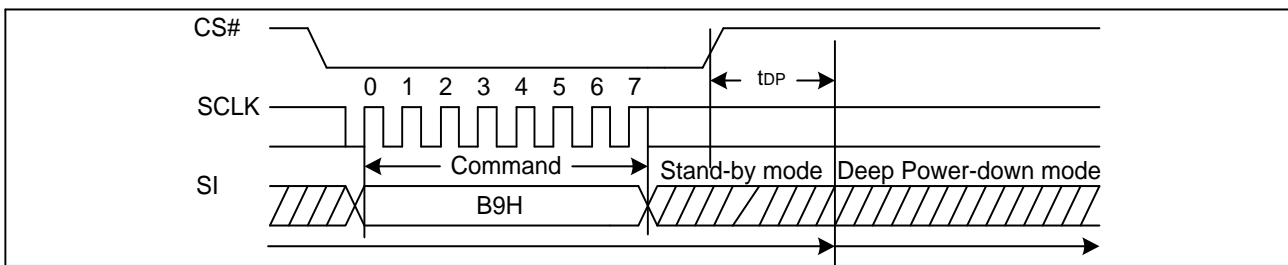 CS#
tDP
0 1 2 3 4 5 6 7
SCLK
Command
Stand-by mode Deep Power-down mode
SI
B9H